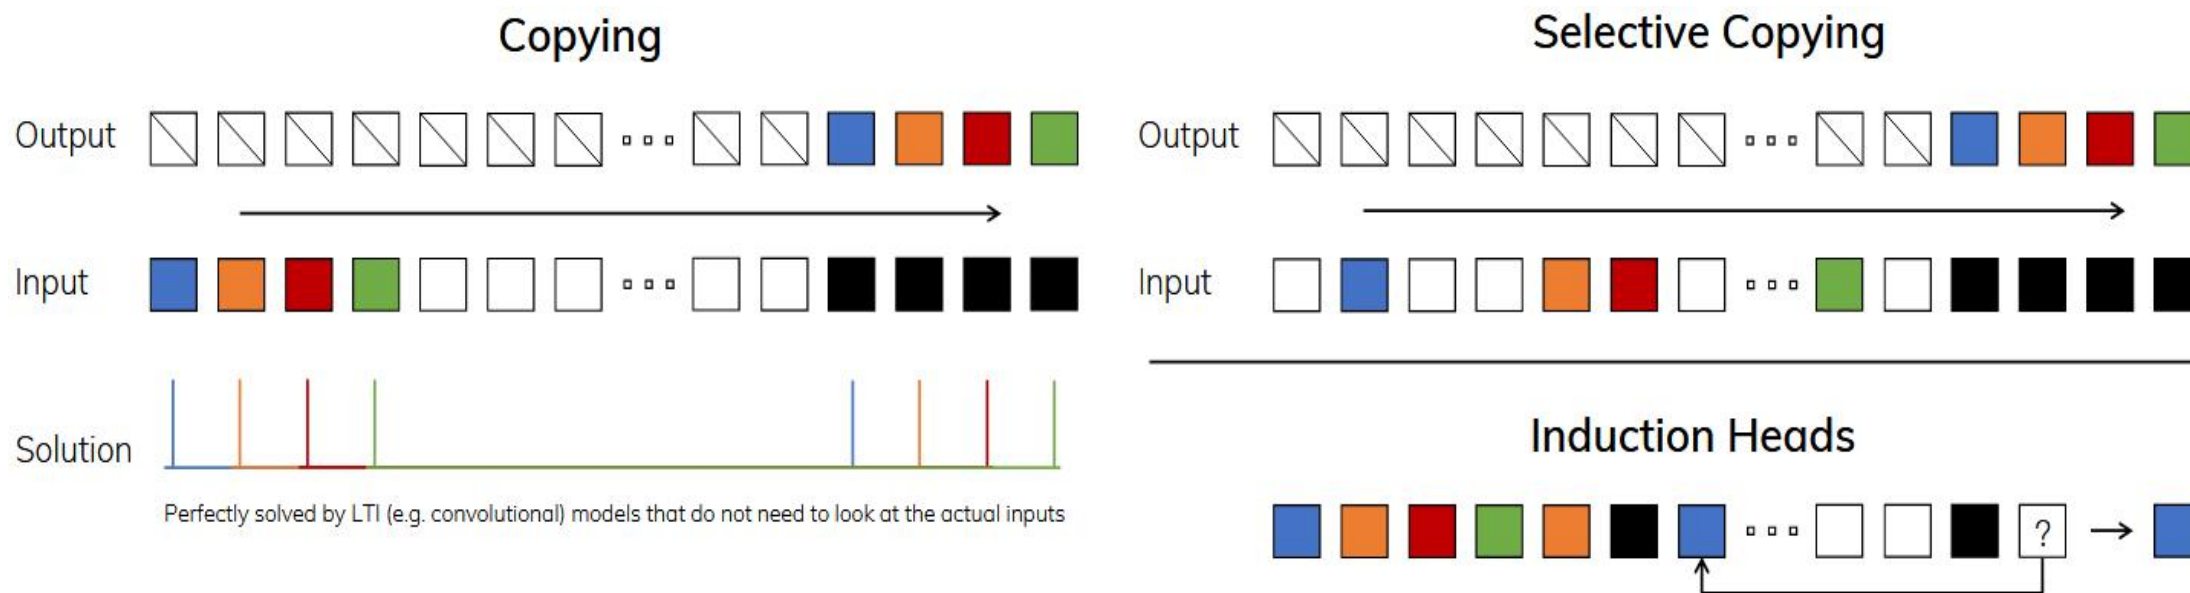 Copying
Output
Input
Solution
Perfectly solved by LTI (e.g. convolutional) models that do not need to look at the actual inputs
Selective Copying
Output
Input
Induction Heads
?